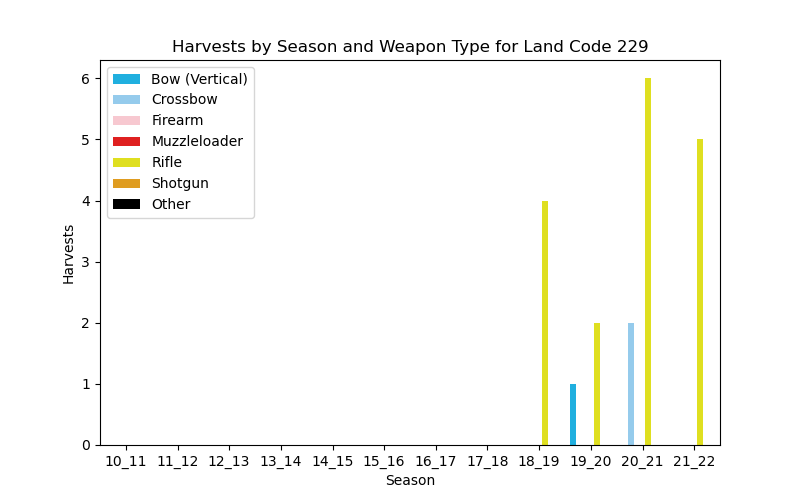 Harvests by Season and Weapon Type for Land Code 229
Bow (Vertical)
Crossbow
Firearm
Muzzleloader
Rifle
Shotgun
Other
Harvests
6
5
4
3
2
1
0
10_11 11_12 12_13 13_14 14_15 15_16 16_17 17_18 18_19 19_20 20_21 21_22
Season